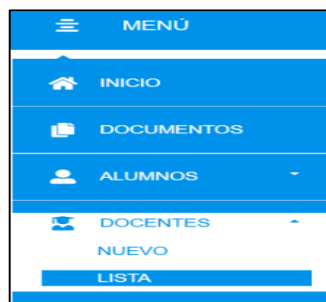 MENÚ
INICIO
DOCUMENTOS
ALUMNOS
DOCENTES
NUEVO
LISTA